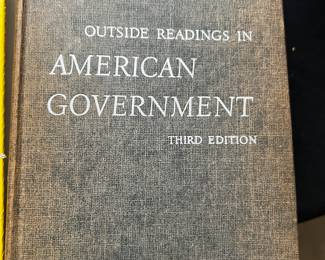 OUTSIDE READINGS IN
AMERICAN
GOVERNMENT
THIRD EDITION